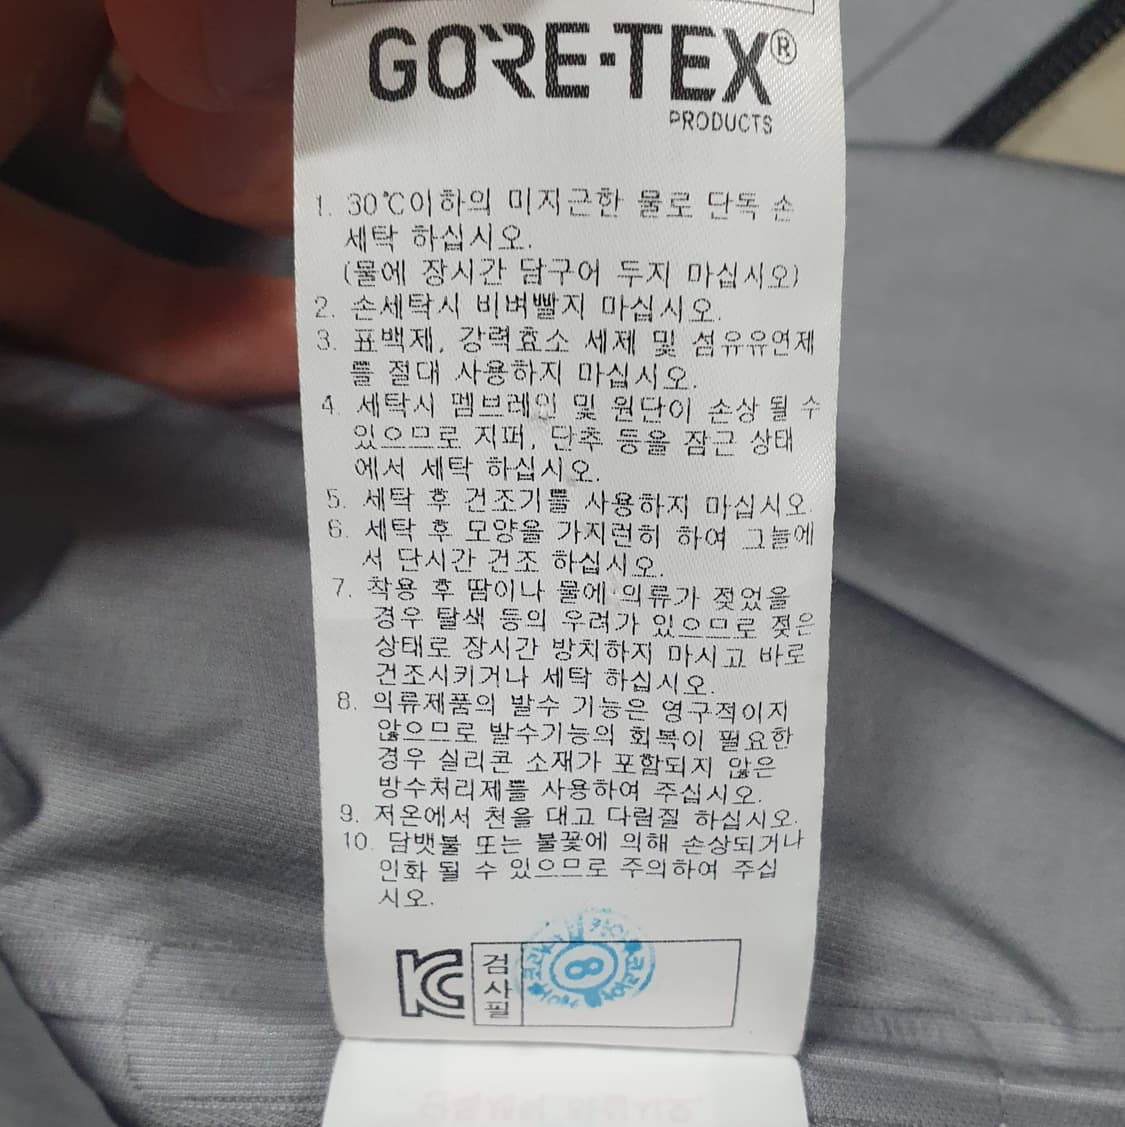 GORE-TEX®
PRODUCTS
1. 30℃이하의 미지근한 물로 단독 손
세탁 하십시오.
(물에 장시간 담구어 두지 마십시오)
2. 손세탁시 비벼빨지 마십시오.
3. 표백제, 강력효소 세제 및 섬유유연제
를 절대 사용하지 마십시오.
4. 세탁시 멤브레인 및 원단이 손상 될 수
있으므로 지퍼, 단추 등을 잠근 상태
에서 세탁 하십시오.
5. 세탁 후 건조기를 사용하지 마십시오.
6. 세탁 후 모양을 가지런히 하여 그늘에
서 단시간 건조 하십시오.
7. 착용 후 땀이나 물에 의류가 젖었을
경우 탈색 등의 우려가 있으므로 젖은
상태로 장시간 방치하지 마시고 바로
건조시키거나 세탁 하십시오.
8. 의류제품의 발수 기능은 영구적이지
않으므로 발수기능의 회복이 필요한
경우 실리콘 소재가 포함되지 않은
방수처리제를 사용하여 주십시오.
9. 저온에서 천을 대고 다림질 하십시오.
10. 담뱃불 또는 불꽃에 의해 손상되거나
인화 될 수 있으므로 주의하여 주십
시오.
KC
검사필
8